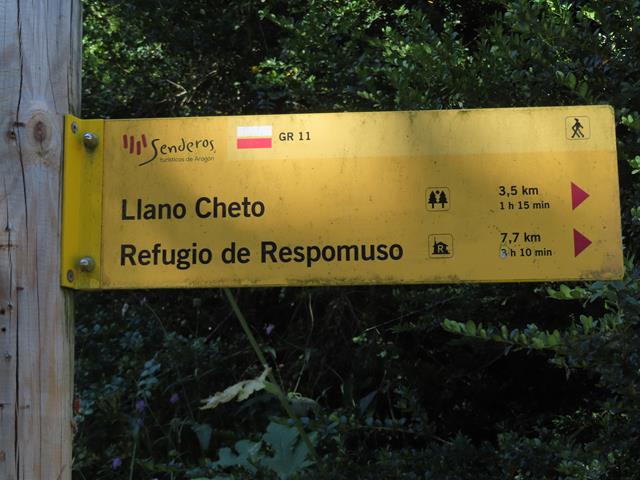 Senderos
turísticos de Aragón
GR 11
Llano Cheto
3,5 km
1 h 15 min
Refugio de Respomuso
R
7,7 km
3 h 10 min